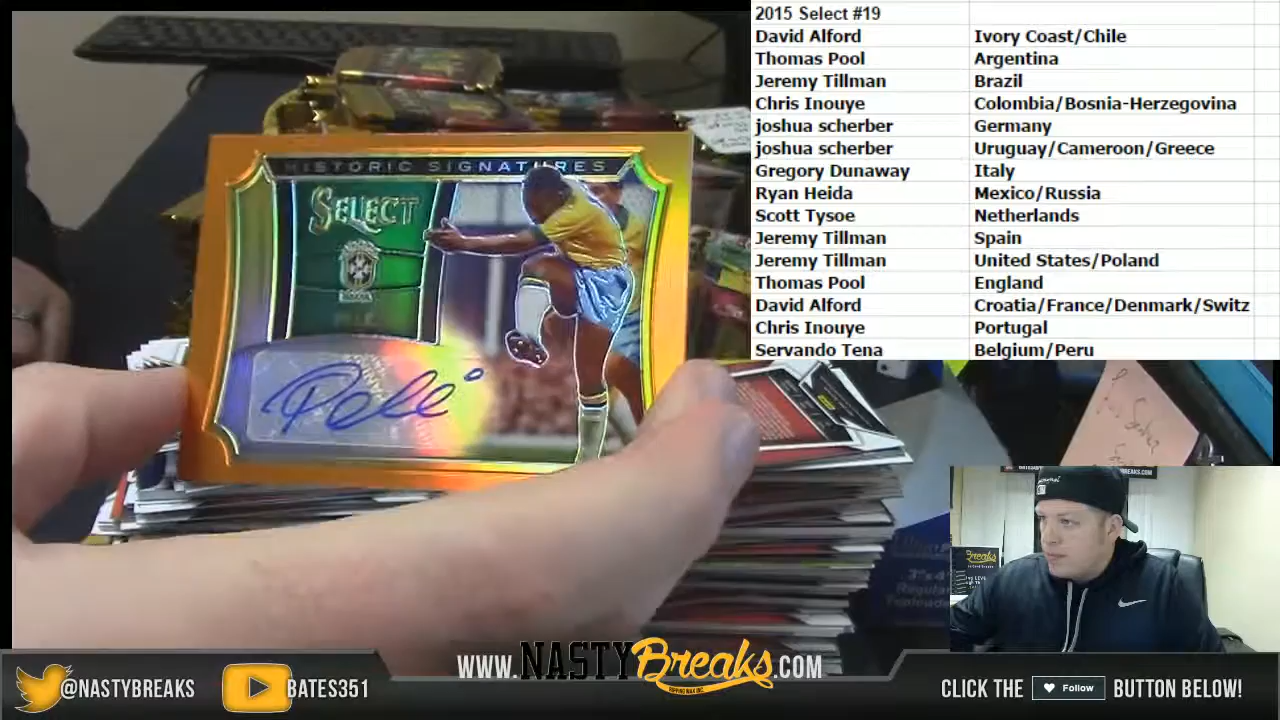 2015 Select #19
David Alford Ivory Coast/Chile
Thomas Pool Argentina
Jeremy Tillman Brazil
Chris Inouye Colombia/Bosnia-Herzegovina
joshua scherber Germany
joshua scherber Uruguay/Cameroon/Greece
Gregory Dunaway Italy
Ryan Heida Mexico/Russia
Scott Tysoe Netherlands
Jeremy Tillman Spain
Jeremy Tillman United States/Poland
Thomas Pool England
David Alford Croatia/France/Denmark/Switz
Chris Inouye Portugal
Servando Tena Belgium/Peru
HISTORIC SIGNATURES
SELECT
Pelé
Breaks
@NASTYBREAKS
BATES351
WWW.NASTYBreaks.COM
CLICK THE Follow BUTTON BELOW!